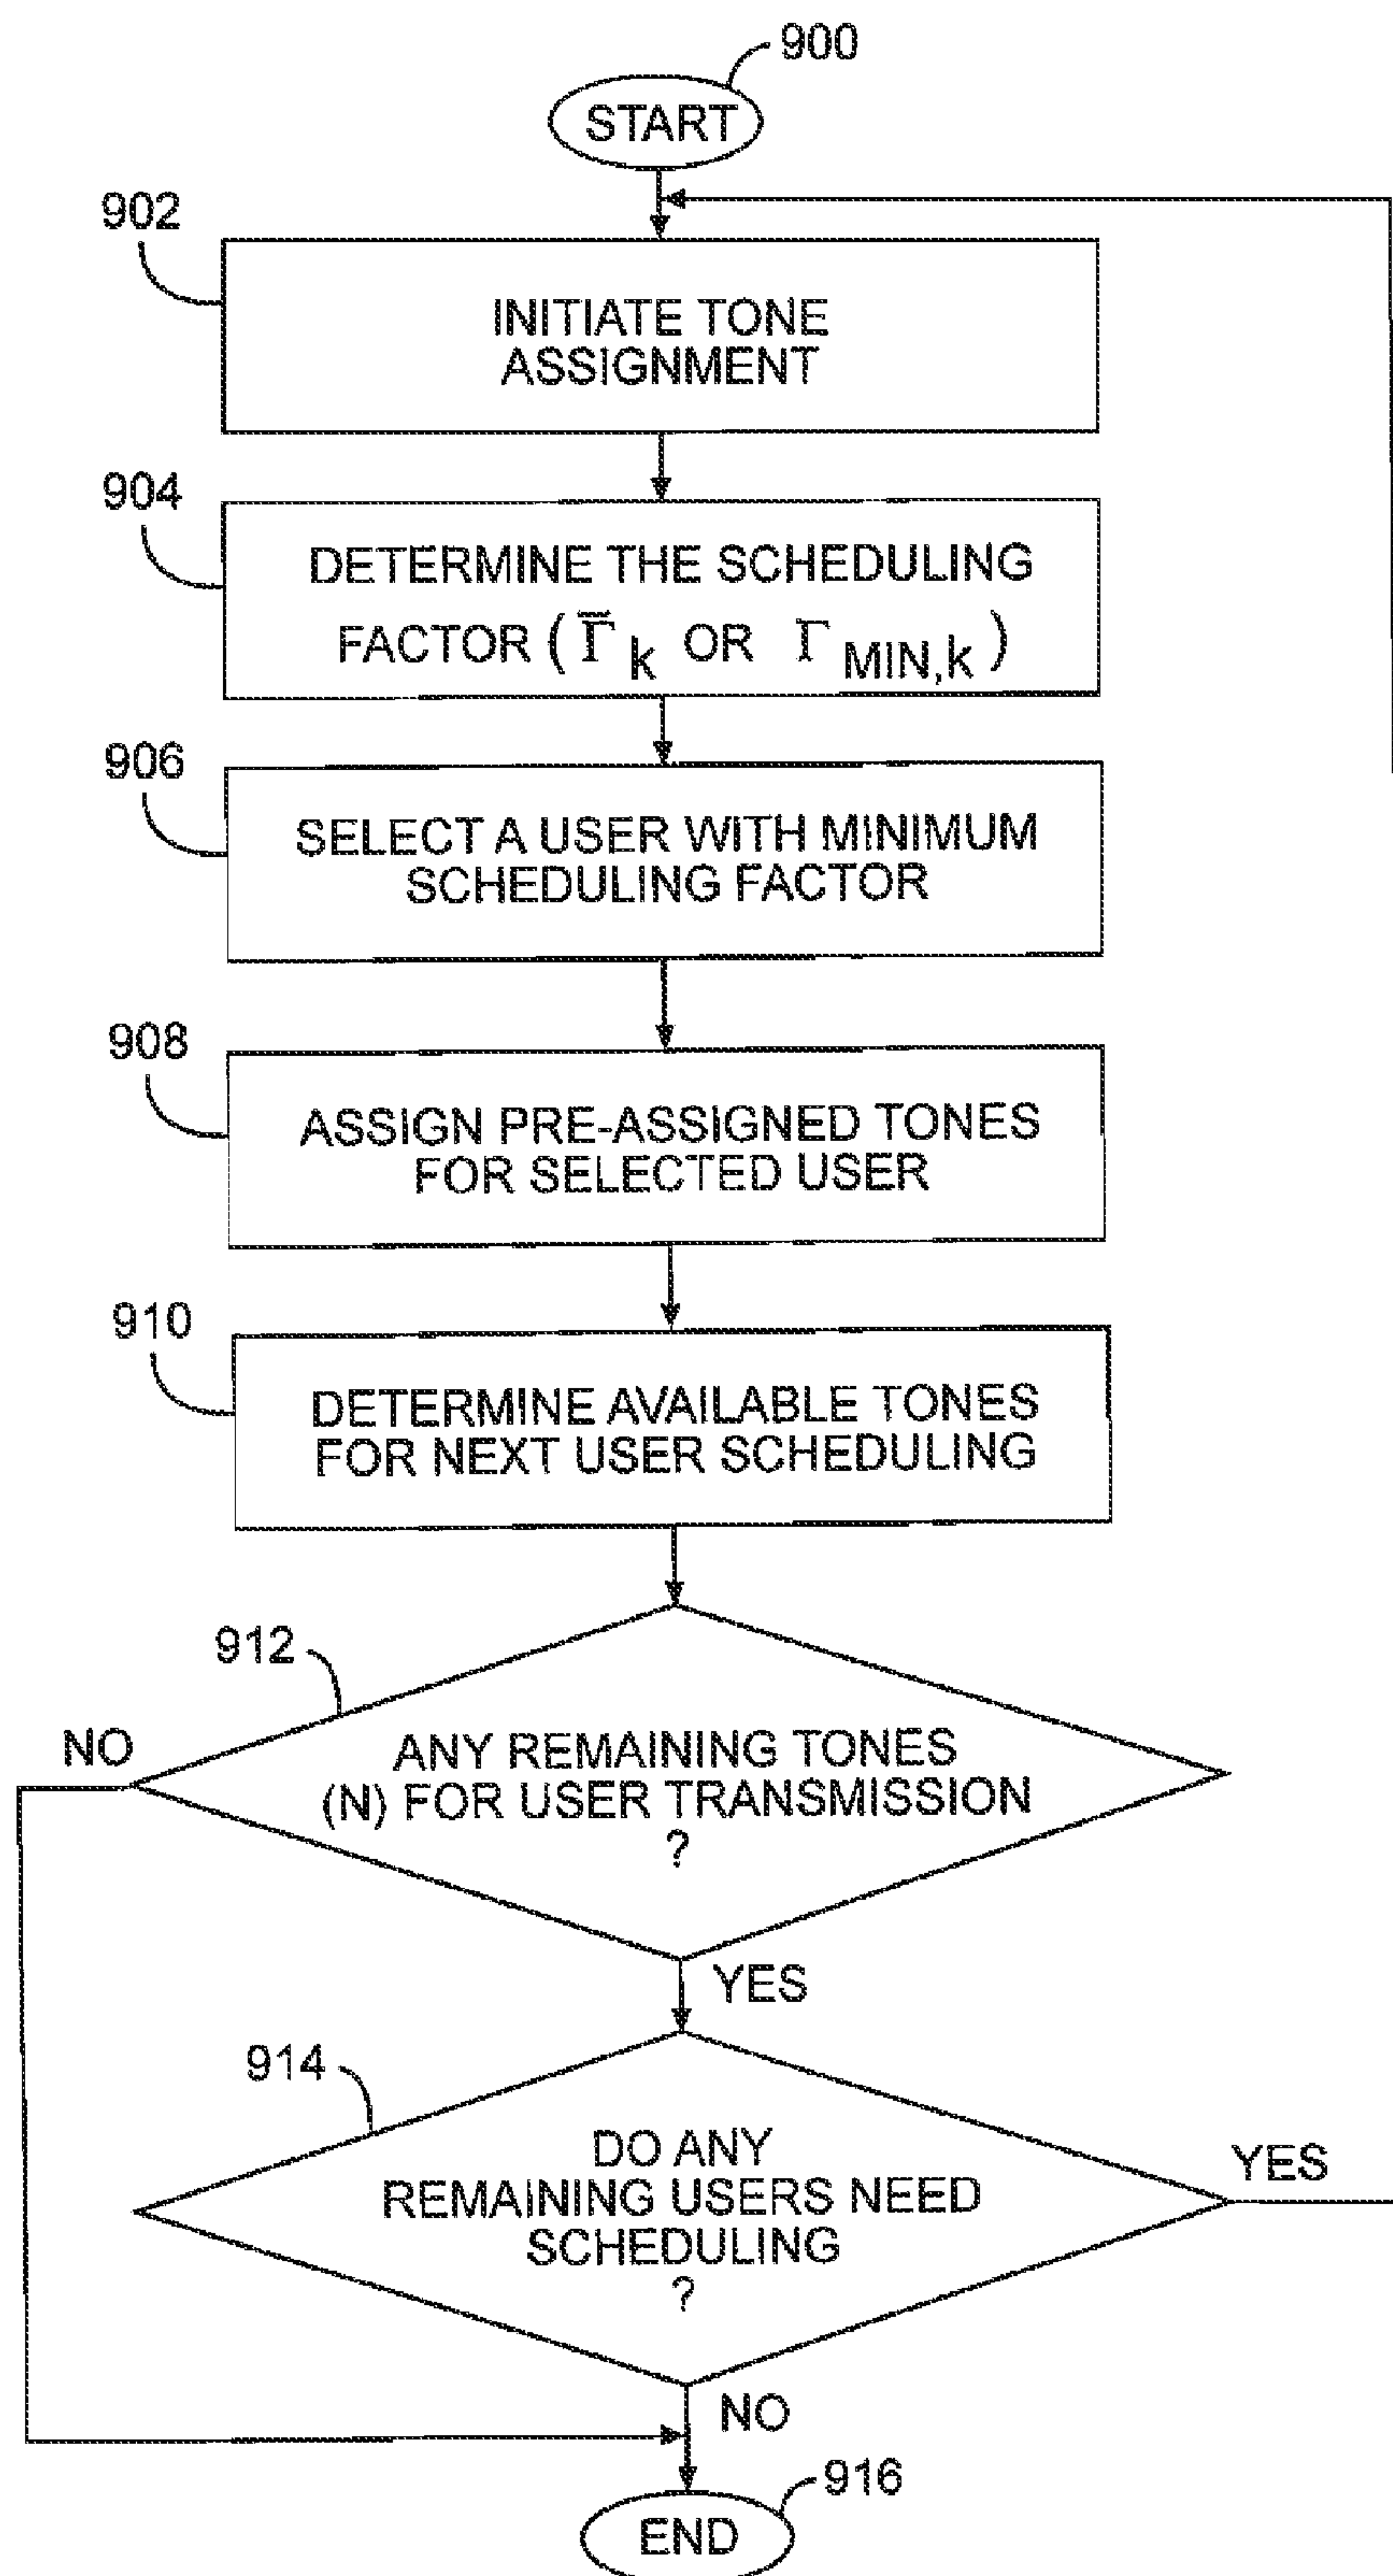 900
START
902
INITIATE TONE
ASSIGNMENT
904
DETERMINE THE SCHEDULING
FACTOR ( Γ̄ k OR Γ MIN,k )
906
SELECT A USER WITH MINIMUM
SCHEDULING FACTOR
908
ASSIGN PRE-ASSIGNED TONES
FOR SELECTED USER
910
DETERMINE AVAILABLE TONES
FOR NEXT USER SCHEDULING
912
NO
ANY REMAINING TONES
(N) FOR USER TRANSMISSION
?
YES
914
DO ANY
REMAINING USERS NEED
SCHEDULING
?
YES
NO
916
END